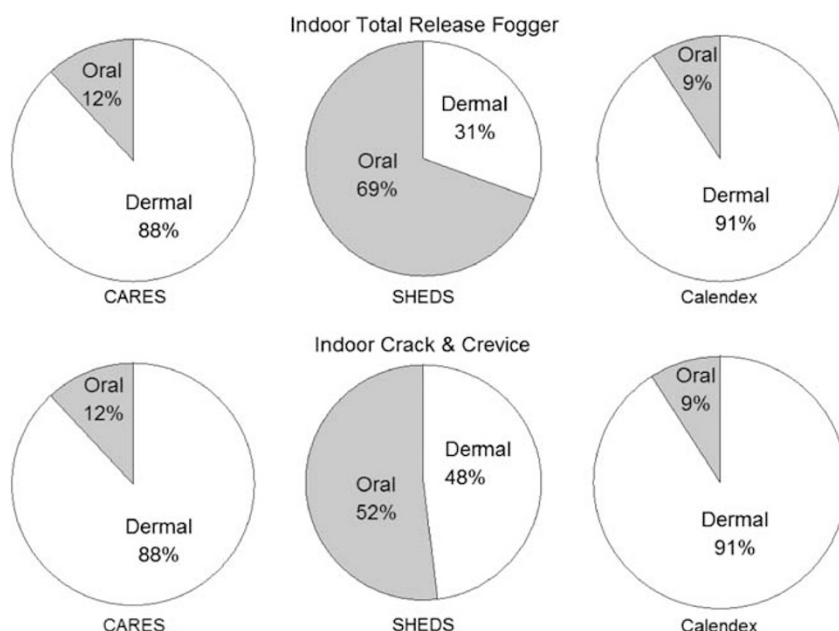 Indoor Total Release Fogger
Oral
12%
Dermal
88%
CARES
Dermal
31%
Oral
69%
SHEDS
Oral
9%
Dermal
91%
Calendex
Indoor Crack & Crevice
Oral
12%
Dermal
88%
CARES
Dermal
48%
Oral
52%
SHEDS
Oral
9%
Dermal
91%
Calendex